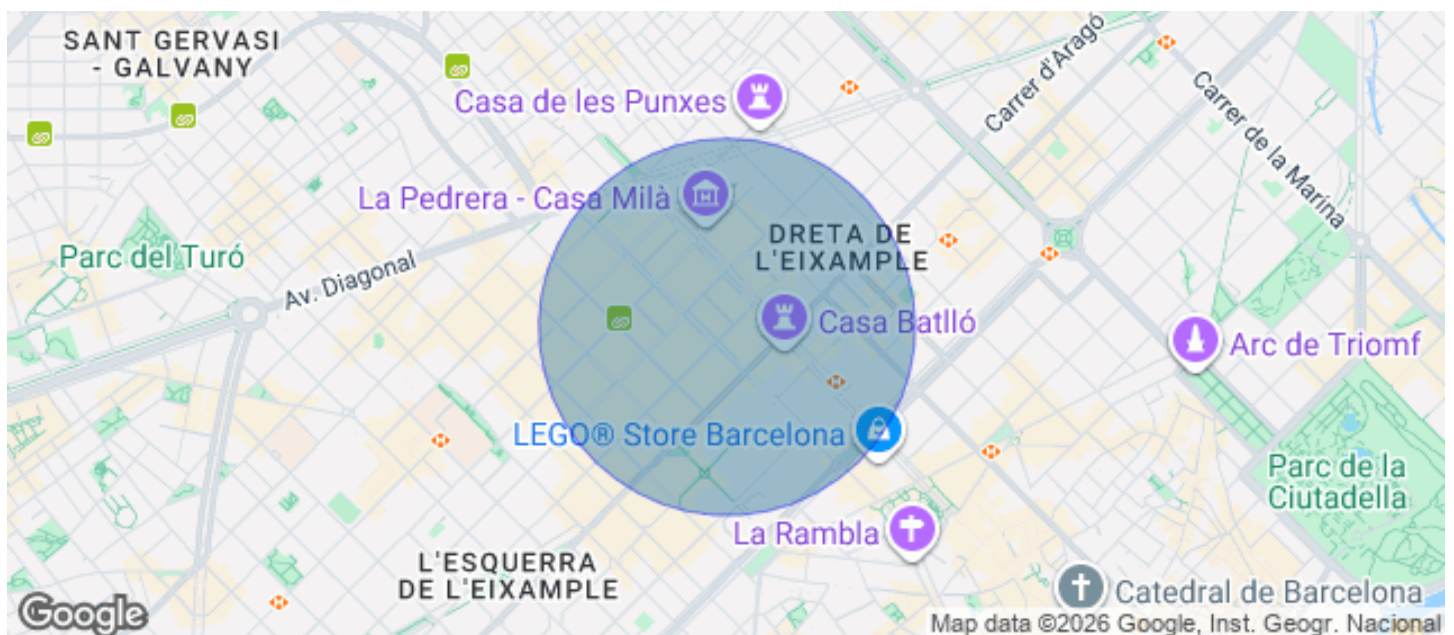 SANT GERVASI
- GALVANY
Casa de les Punxes
Carrer d'Aragó
Carrer de la Marina
La Pedrera - Casa Milà
DRETA DE
L'EIXAMPLE
Parc del Turó
Av. Diagonal
Casa Batlló
Arc de Triomf
LEGO® Store Barcelona
Parc de la
Ciutadella
La Rambla
L'ESQUERRA
DE L'EIXAMPLE
Catedral de Barcelona
Google
Map data ©2026 Google, Inst. Geogr. Nacional